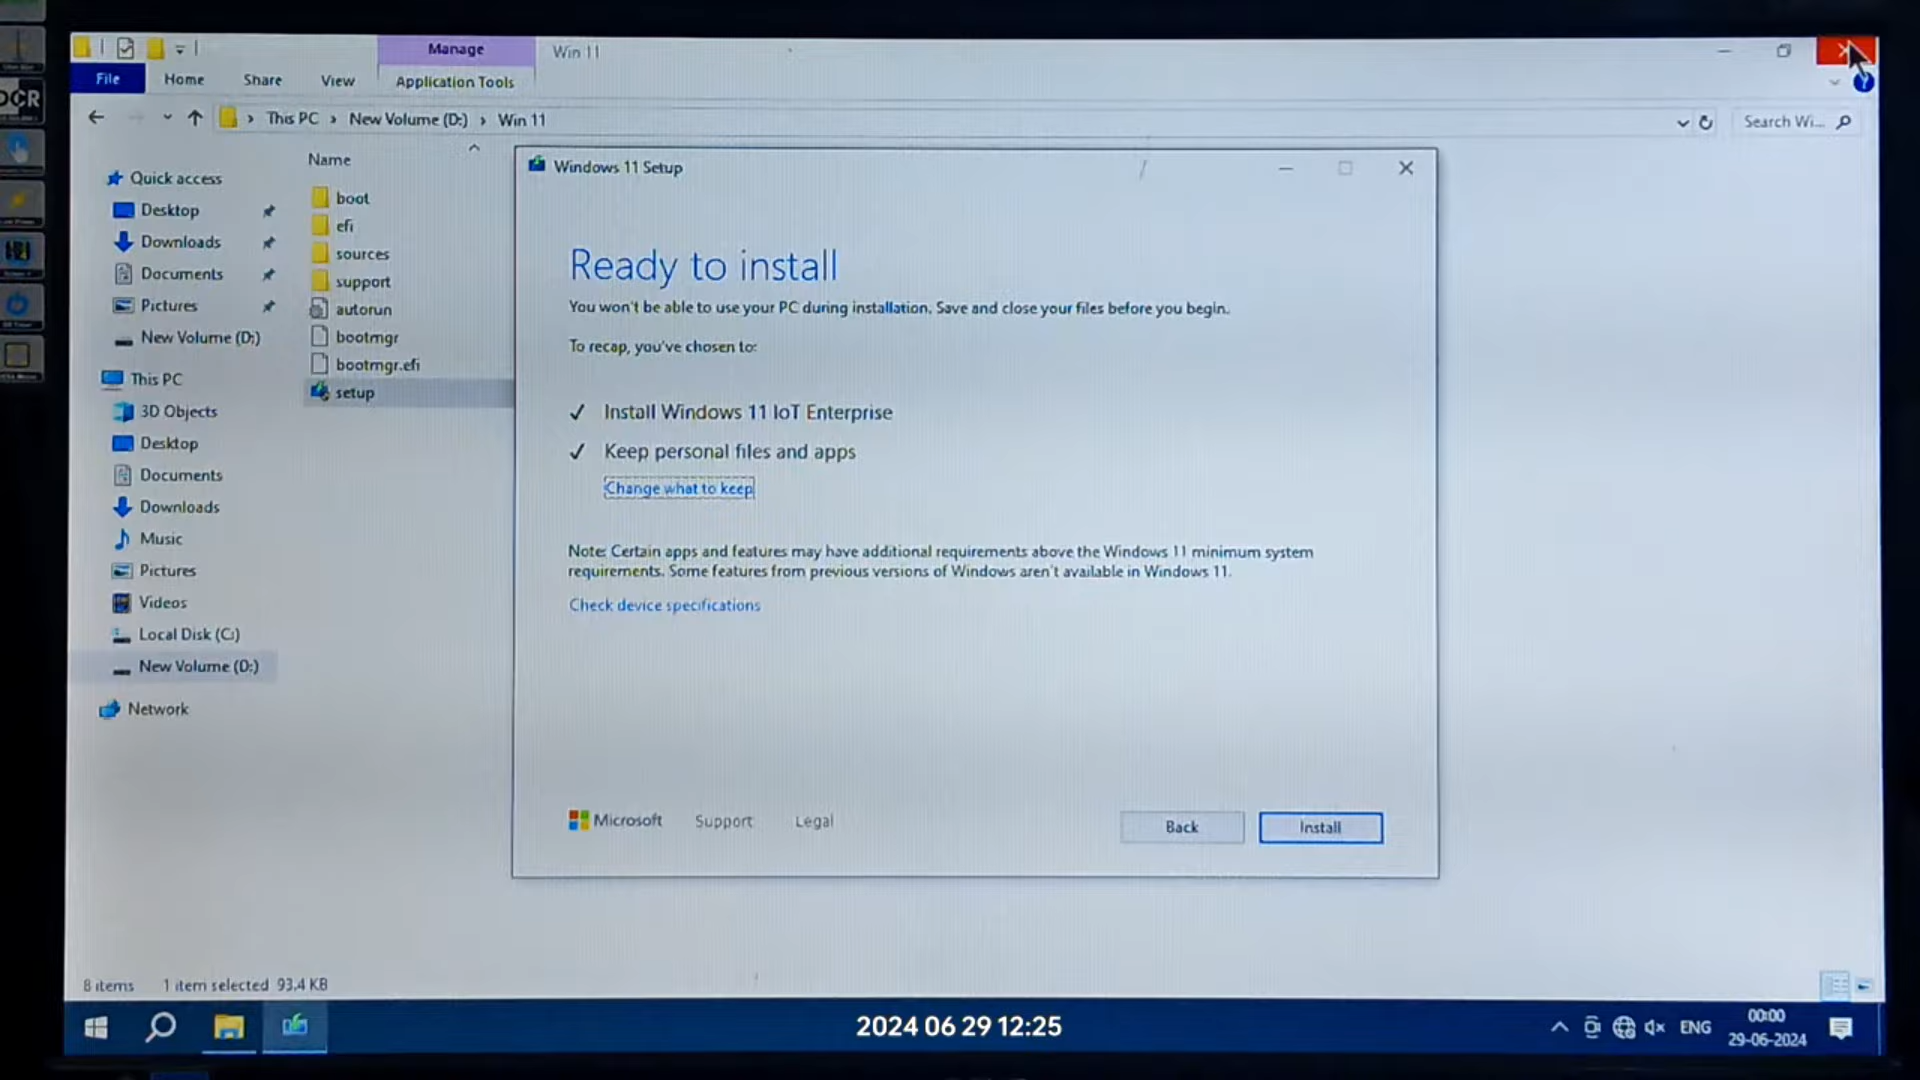 Manage
Win 11
File
Home
Share
View
Application Tools
This PC
New Volume (D:)
Win 11
Search Wi...
OCR
Quick access
Desktop
Downloads
Documents
Pictures
New Volume (D:)
This PC
3D Objects
Desktop
Documents
Downloads
Music
Pictures
Videos
Local Disk (C:)
New Volume (D:)
Network
Name
boot
efi
sources
support
autorun
bootmgr
bootmgr.efi
setup
Windows 11 Setup
Ready to install
You won't be able to use your PC during installation. Save and close your files before you begin.
To recap, you've chosen to:
✓ Install Windows 11 IoT Enterprise
✓ Keep personal files and apps
Change what to keep
Note: Certain apps and features may have additional requirements above the Windows 11 minimum system
requirements. Some features from previous versions of Windows aren't available in Windows 11.
Check device specifications
Microsoft
Support
Legal
Back
Install
8 items
1 item selected 93.4 KB
2024 06 29 12:25
ENG
00:00
29-06-2024